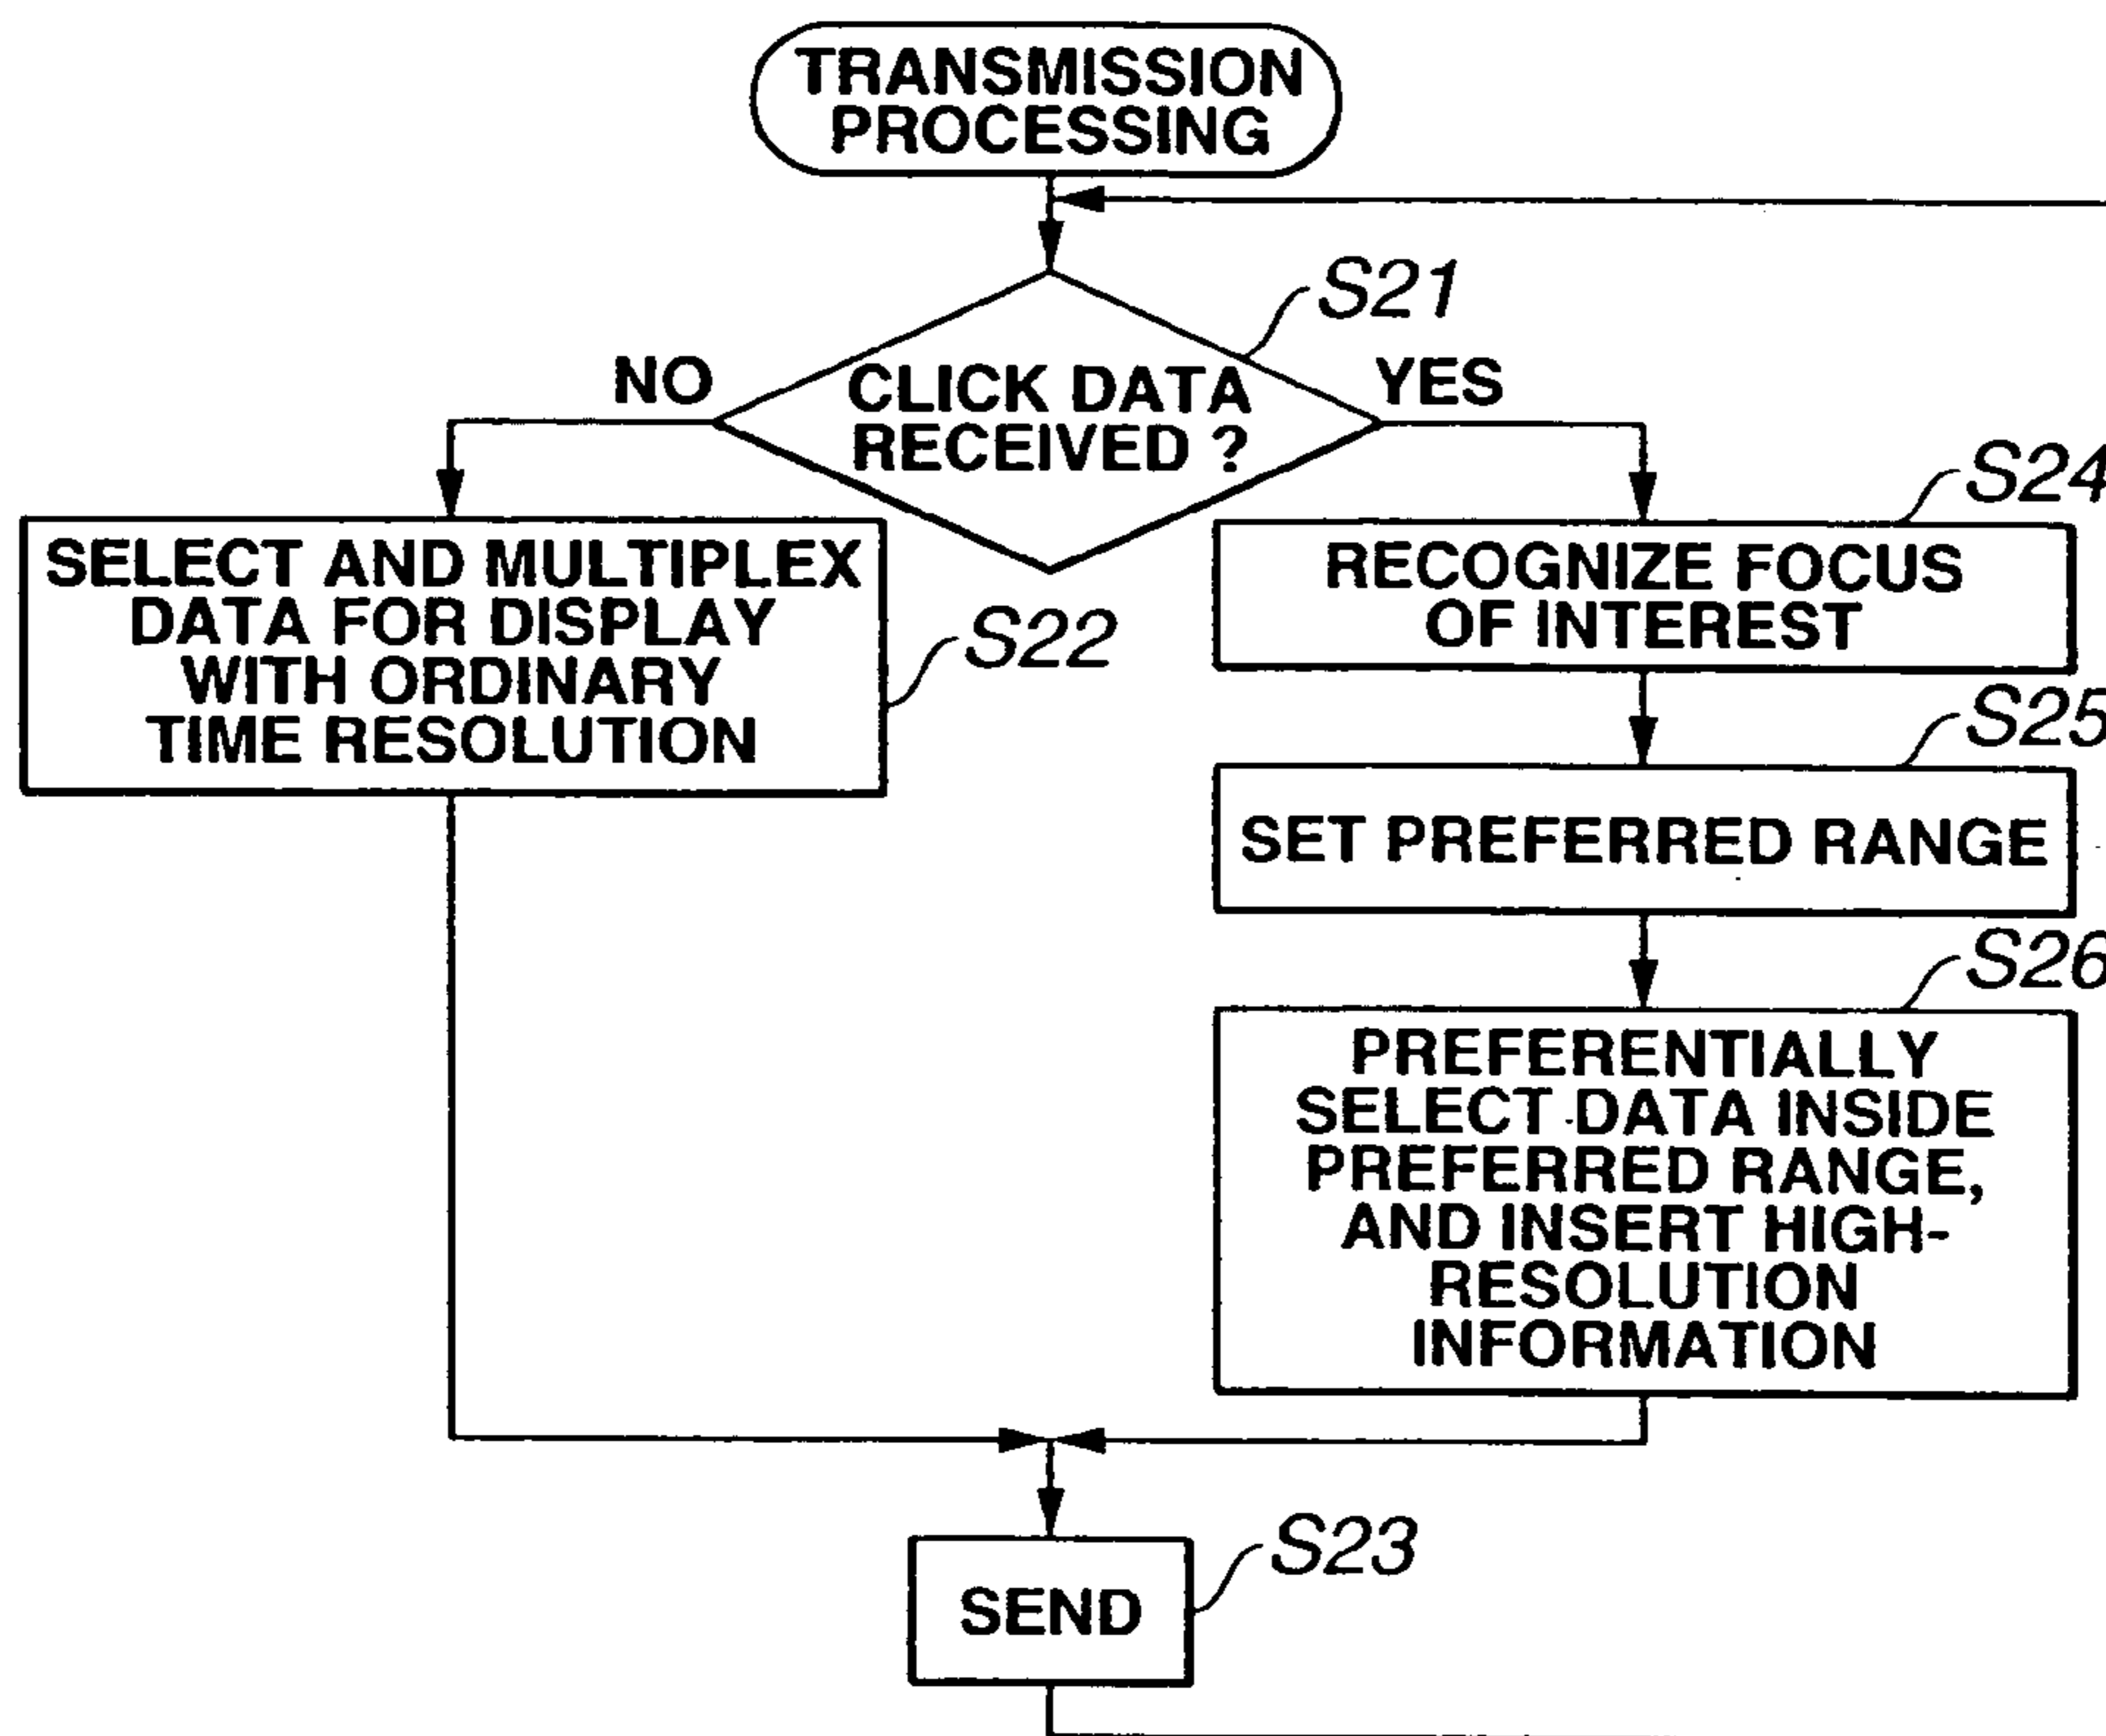 TRANSMISSION
PROCESSING
S21
NO
CLICK DATA
RECEIVED ?
YES
SELECT AND MULTIPLEX
DATA FOR DISPLAY
WITH ORDINARY
TIME RESOLUTION
S22
S24
RECOGNIZE FOCUS
OF INTEREST
S25
SET PREFERRED RANGE
S26
PREFERENTIALLY
SELECT DATA INSIDE
PREFERRED RANGE,
AND INSERT HIGH-
RESOLUTION
INFORMATION
S23
SEND